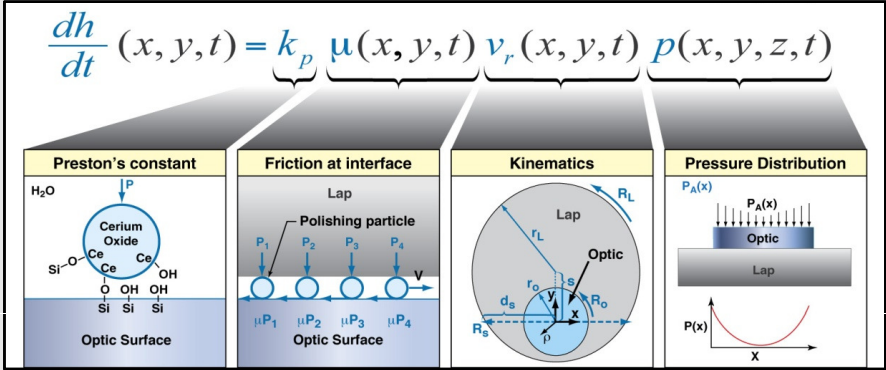 dh/dt (x, y, t) = k_p μ(x, y, t) v_r (x, y, t) p(x, y, z, t)
Preston's constant
H₂O
P
Cerium
Oxide
Ce
Ce
Ce
Si
O
OH
O
OH
OH
Si
Si
Si
Optic Surface
Friction at interface
Lap
Polishing particle
P₁
P₂
P₃
P₄
V
μP₁
μP₂
μP₃
μP₄
Optic Surface
Kinematics
R_L
Lap
r_L
Optic
s
r_o
y
R_o
d_s
x
R_s
ρ
Pressure Distribution
P_A(x)
P_A(x)
Optic
Lap
P(x)
X